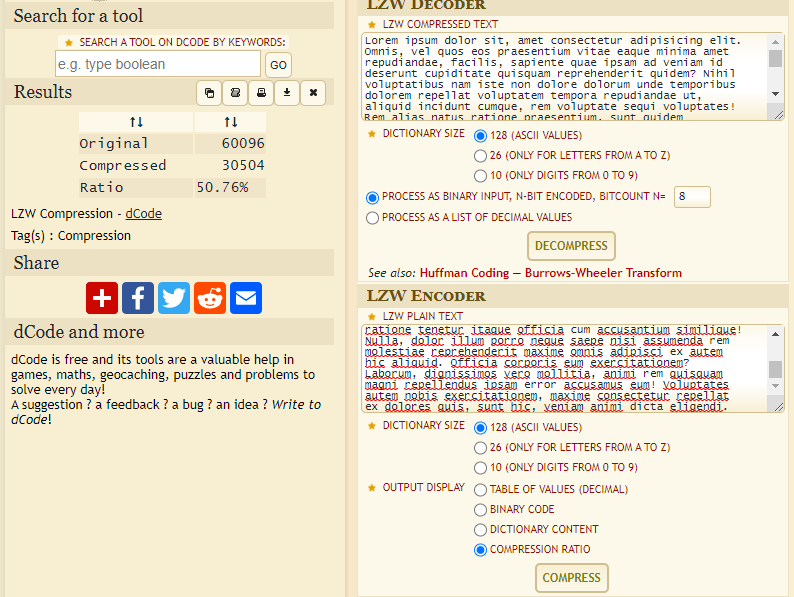 Search for a tool
★ SEARCH A TOOL ON DCODE BY KEYWORDS:
e.g. type boolean
GO
Results
Original 60096
Compressed 30504
Ratio 50.76%
LZW Compression - dCode
Tag(s) : Compression
Share
dCode and more
dCode is free and its tools are a valuable help in
games, maths, geocaching, puzzles and problems to
solve every day!
A suggestion ? a feedback ? a bug ? an idea ? Write to
dCode!
LZW DECODER
★ LZW COMPRESSED TEXT
Lorem ipsum dolor sit, amet consectetur adipisicing elit.
Omnis, vel quos eos praesentium vitae eaque minima amet
repudiandae, facilis, sapiente quae ipsam ad veniam id
deserunt cupiditate quisquam reprehenderit quidem? Nihil
voluptatibus nam iste non dolore dolorum unde temporibus
dolorem repellat voluptatem tempora repudiandae ut,
aliquid incidunt cumque, rem voluptate sequi voluptates!
Rem alias natus ratione praesentium, sunt quidem
★ DICTIONARY SIZE
128 (ASCII VALUES)
26 (ONLY FOR LETTERS FROM A TO Z)
10 (ONLY DIGITS FROM 0 TO 9)
PROCESS AS BINARY INPUT, N-BIT ENCODED, BITCOUNT N= 8
PROCESS AS A LIST OF DECIMAL VALUES
DECOMPRESS
See also: Huffman Coding – Burrows-Wheeler Transform
LZW ENCODER
★ LZW PLAIN TEXT
ratione tenetur itaque officia cum accusantium similique!
Nulla, dolor illum porro neque saepe nisi assumenda rem
molestiae reprehenderit maxime omnis adipisci ex autem
hic aliquid. Officia corporis eum exercitationem?
Laborum, dignissimos vero mollitia, animi rem quisquam
magni repellendus ipsam error accusamus eum! Voluptates
autem nobis exercitationem, maxime consectetur repellat
ex dolores quis, sunt hic, veniam animi dicta eligendi.
★ DICTIONARY SIZE
128 (ASCII VALUES)
26 (ONLY FOR LETTERS FROM A TO Z)
10 (ONLY DIGITS FROM 0 TO 9)
★ OUTPUT DISPLAY
TABLE OF VALUES (DECIMAL)
BINARY CODE
DICTIONARY CONTENT
COMPRESSION RATIO
COMPRESS